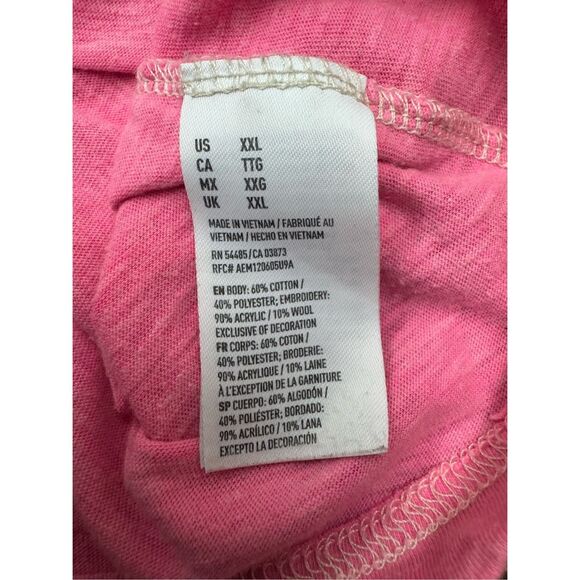 US XXL
CA TTG
MX XXG
UK XXL
MADE IN VIETNAM / FABRIQUÉ AU
VIETNAM / HECHO EN VIETNAM
RN 54485/CA 03873
RFC# AEM120605U9A
EN BODY: 60% COTTON /
40% POLYESTER; EMBROIDERY:
90% ACRYLIC / 10% WOOL
EXCLUSIVE OF DECORATION
FR CORPS: 60% COTON /
40% POLYESTER; BRODERIE:
90% ACRYLIQUE / 10% LAINE
À L'EXCEPTION DE LA GARNITURE
SP CUERPO: 60% ALGODÓN /
40% POLIÉSTER; BORDADO:
90% ACRÍLICO / 10% LANA
EXCEPTO LA DECORACIÓN